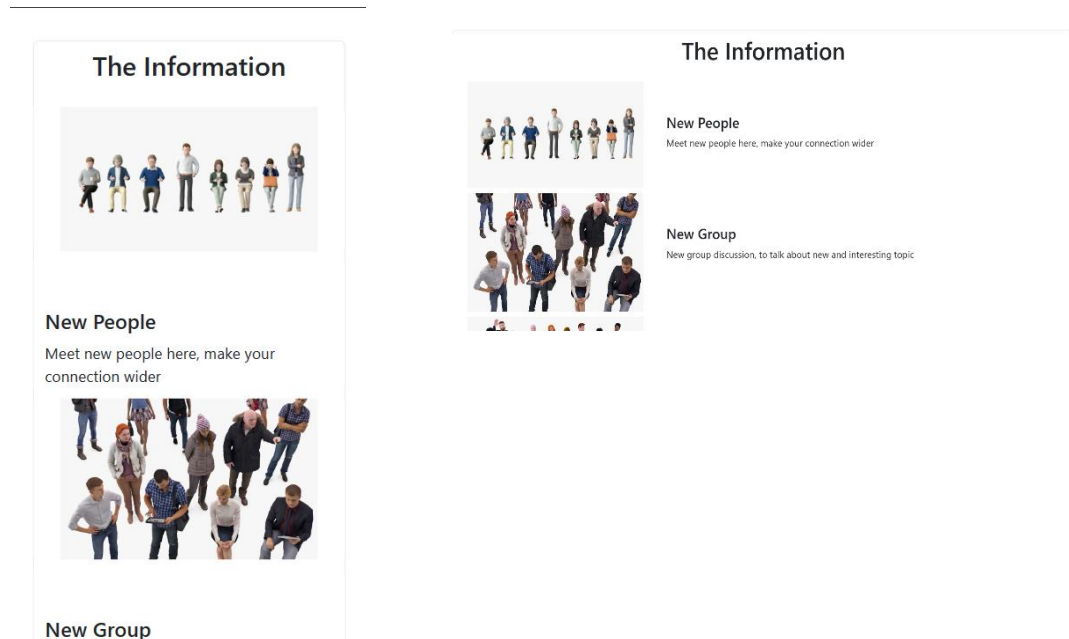 The Information
New People
Meet new people here, make your
connection wider
New Group
The Information
New People
Meet new people here, make your connection wider
New Group
New group discussion, to talk about new and interesting topic